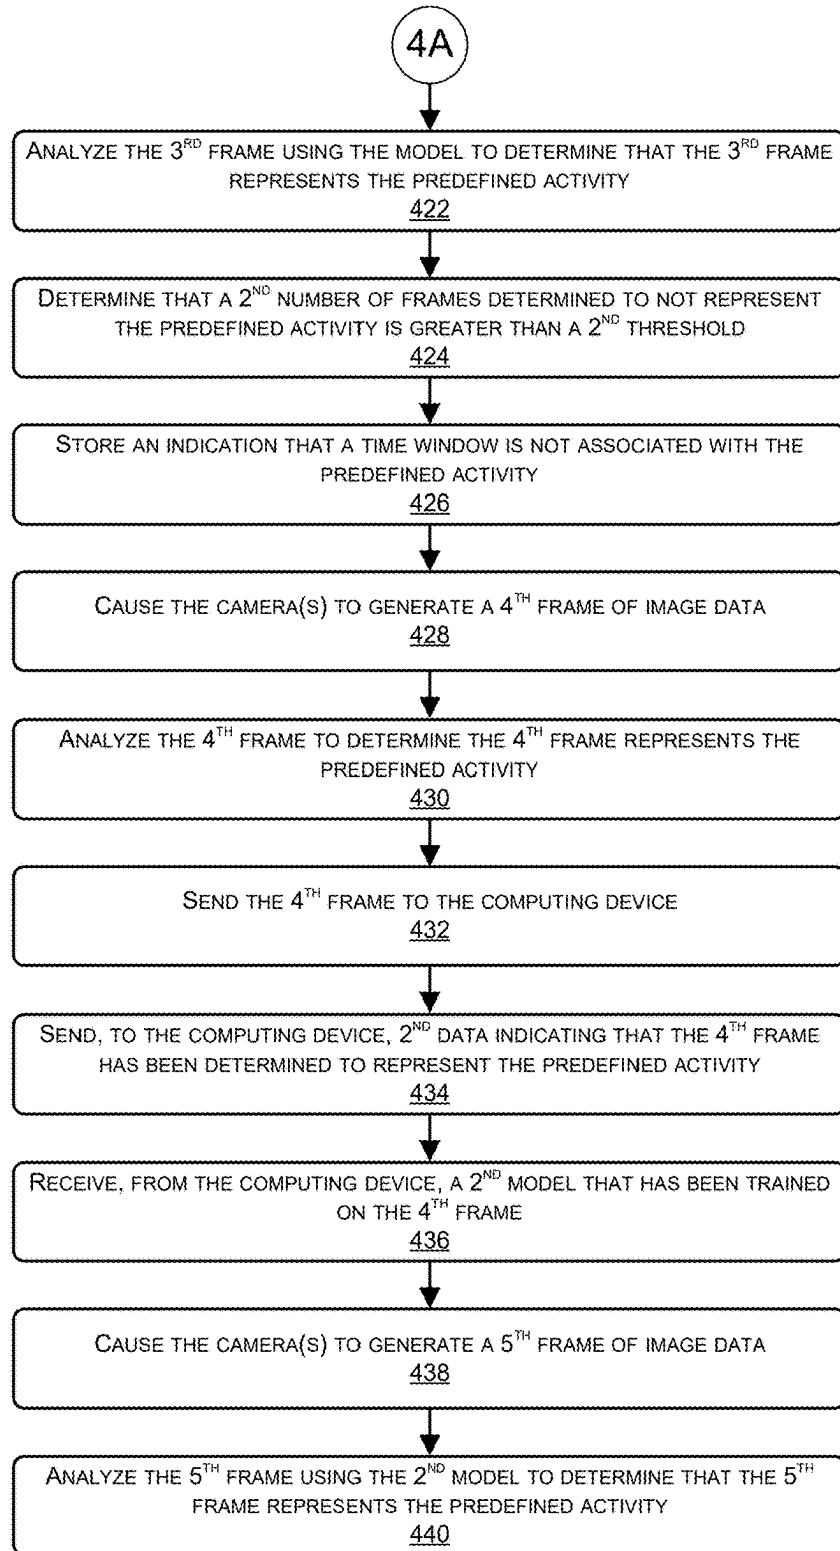 4A
ANALYZE THE 3RD FRAME USING THE MODEL TO DETERMINE THAT THE 3RD FRAME
REPRESENTS THE PREDEFINED ACTIVITY
422
DETERMINE THAT A 2ND NUMBER OF FRAMES DETERMINED TO NOT REPRESENT
THE PREDEFINED ACTIVITY IS GREATER THAN A 2ND THRESHOLD
424
STORE AN INDICATION THAT A TIME WINDOW IS NOT ASSOCIATED WITH THE
PREDEFINED ACTIVITY
426
CAUSE THE CAMERA(S) TO GENERATE A 4TH FRAME OF IMAGE DATA
428
ANALYZE THE 4TH FRAME TO DETERMINE THE 4TH FRAME REPRESENTS THE
PREDEFINED ACTIVITY
430
SEND THE 4TH FRAME TO THE COMPUTING DEVICE
432
SEND, TO THE COMPUTING DEVICE, 2ND DATA INDICATING THAT THE 4TH FRAME
HAS BEEN DETERMINED TO REPRESENT THE PREDEFINED ACTIVITY
434
RECEIVE, FROM THE COMPUTING DEVICE, A 2ND MODEL THAT HAS BEEN TRAINED
ON THE 4TH FRAME
436
CAUSE THE CAMERA(S) TO GENERATE A 5TH FRAME OF IMAGE DATA
438
ANALYZE THE 5TH FRAME USING THE 2ND MODEL TO DETERMINE THAT THE 5TH
FRAME REPRESENTS THE PREDEFINED ACTIVITY
440